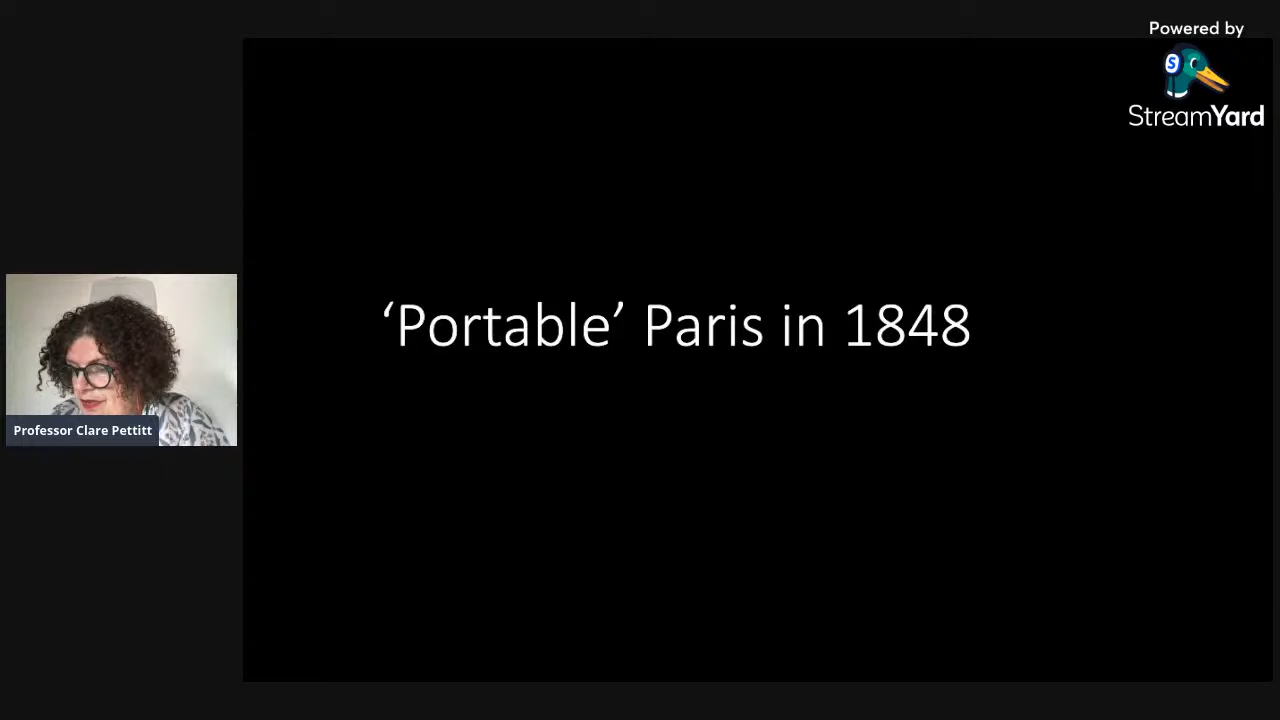 Powered by
StreamYard
‘Portable’ Paris in 1848
Professor Clare Pettitt